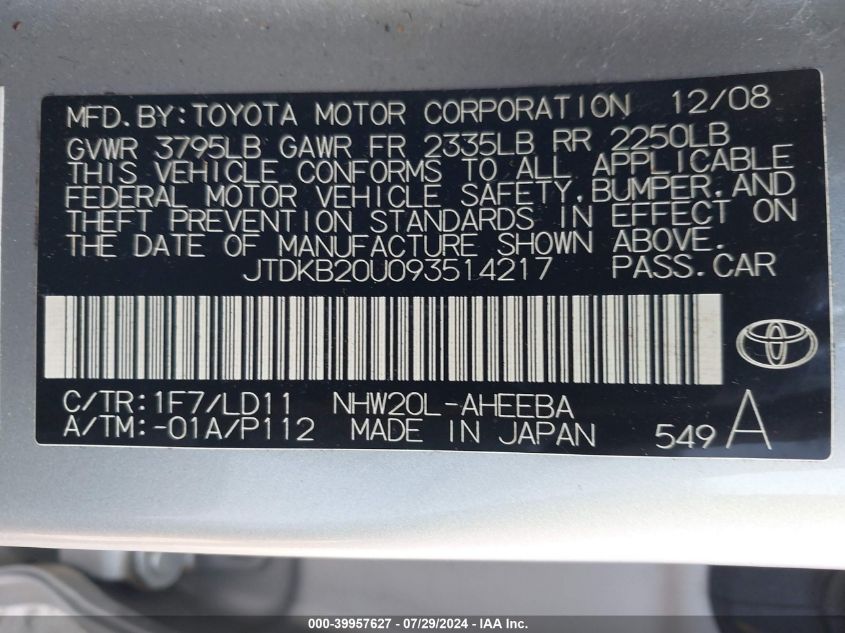 MFD.BY:TOYOTA MOTOR CORPORATION 12/08
GVWR 3795LB GAWR FR 2335LB RR 2250LB
THIS VEHICLE CONFORMS TO ALL APPLICABLE
FEDERAL MOTOR VEHICLE SAFETY,BUMPER,AND
THEFT PREVENTION STANDARDS IN EFFECT ON
THE DATE OF MANUFACTURE SHOWN ABOVE.
JTDKB20U093514217 PASS.CAR
C/TR:1F7/LD11 NHW20L-AHEEBA
A/TM:-01A/P112 MADE IN JAPAN 549 A
000-39957627 - 07/29/2024 - IAA Inc.